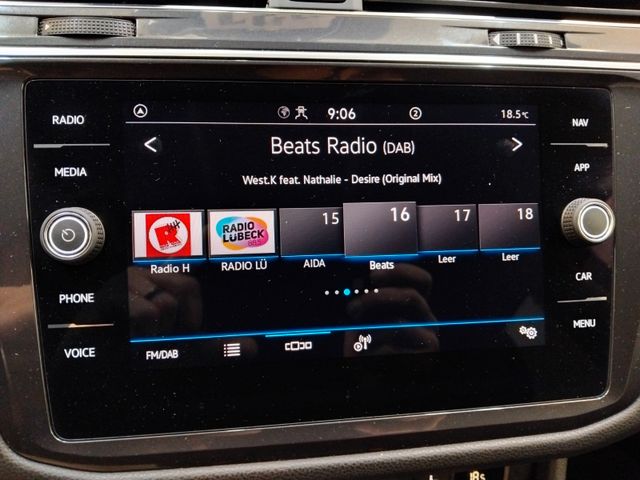 RADIO
MEDIA
PHONE
VOICE
9:06
2
18.5°C
Beats Radio (DAB)
West.K feat. Nathalie - Desire (Original Mix)
RADIO
LÜBECK
15
16
17
18
Radio H
RADIO LÜ
AIDA
Beats
Leer
Leer
FM/DAB
NAV
APP
CAR
MENU